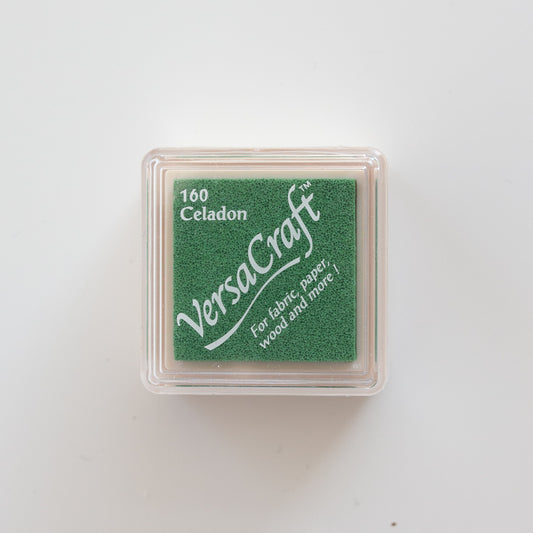 160
Celadon
VersaCraft™
For fabric, paper,
wood and more !